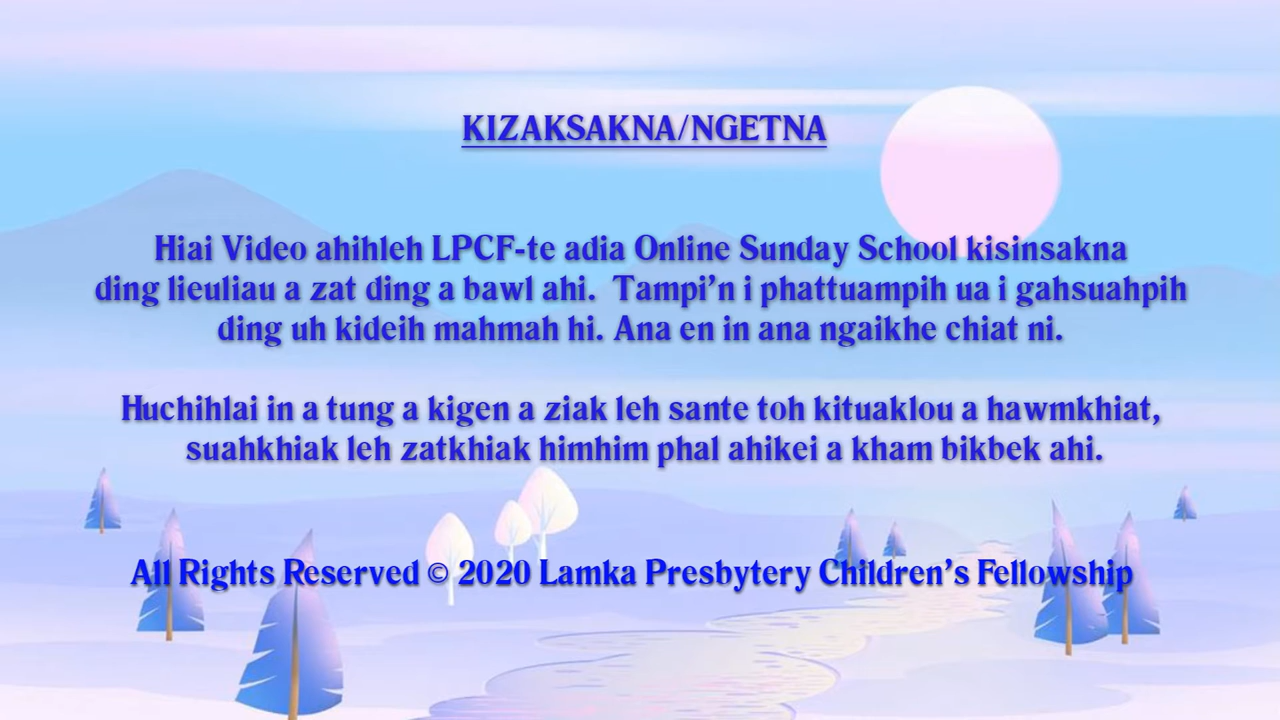 KIZAKSAKNA/NGETNA
Hiai Video ahihleh LPCF-te adia Online Sunday School kisinsakna
ding lieuliau a zat ding a bawl ahi. Tampi'n i phattuampih ua i gahsuahpih
ding uh kideih mahmah hi. Ana en in ana ngaikhe chiat ni.
Huchihlai in a tung a kigen a ziak leh sante toh kituaklou a hawmkhiat,
suahkhiak leh zatkhiak himhim phal ahikei a kham bikbek ahi.
All Rights Reserved © 2020 Lamka Presbytery Children's Fellowship